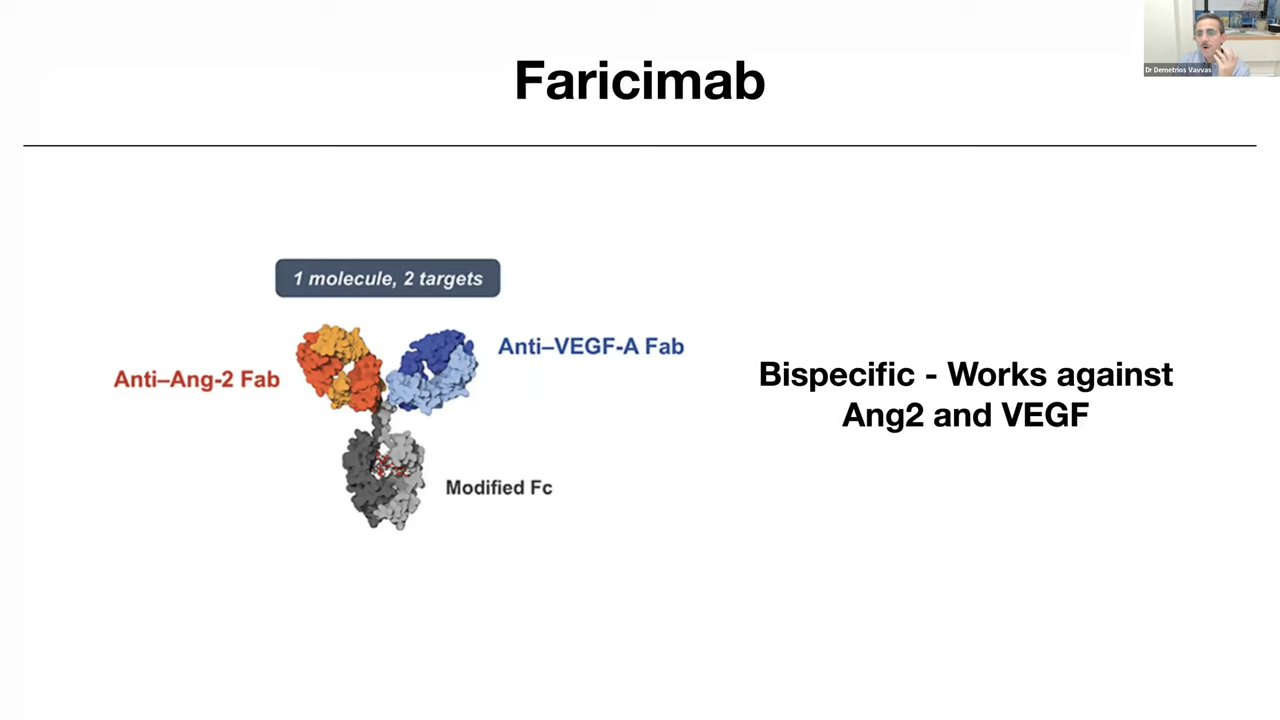 Dr Demetrios Vavvas
Faricimab
1 molecule, 2 targets
Anti–VEGF-A Fab
Anti–Ang-2 Fab
Modified Fc
Bispecific - Works against
Ang2 and VEGF